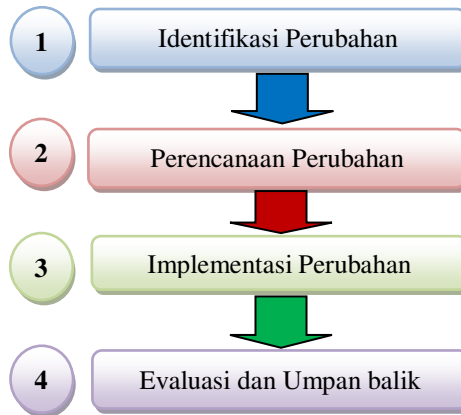 1
Identifikasi Perubahan
2
Perencanaan Perubahan
3
Implementasi Perubahan
4
Evaluasi dan Umpan balik